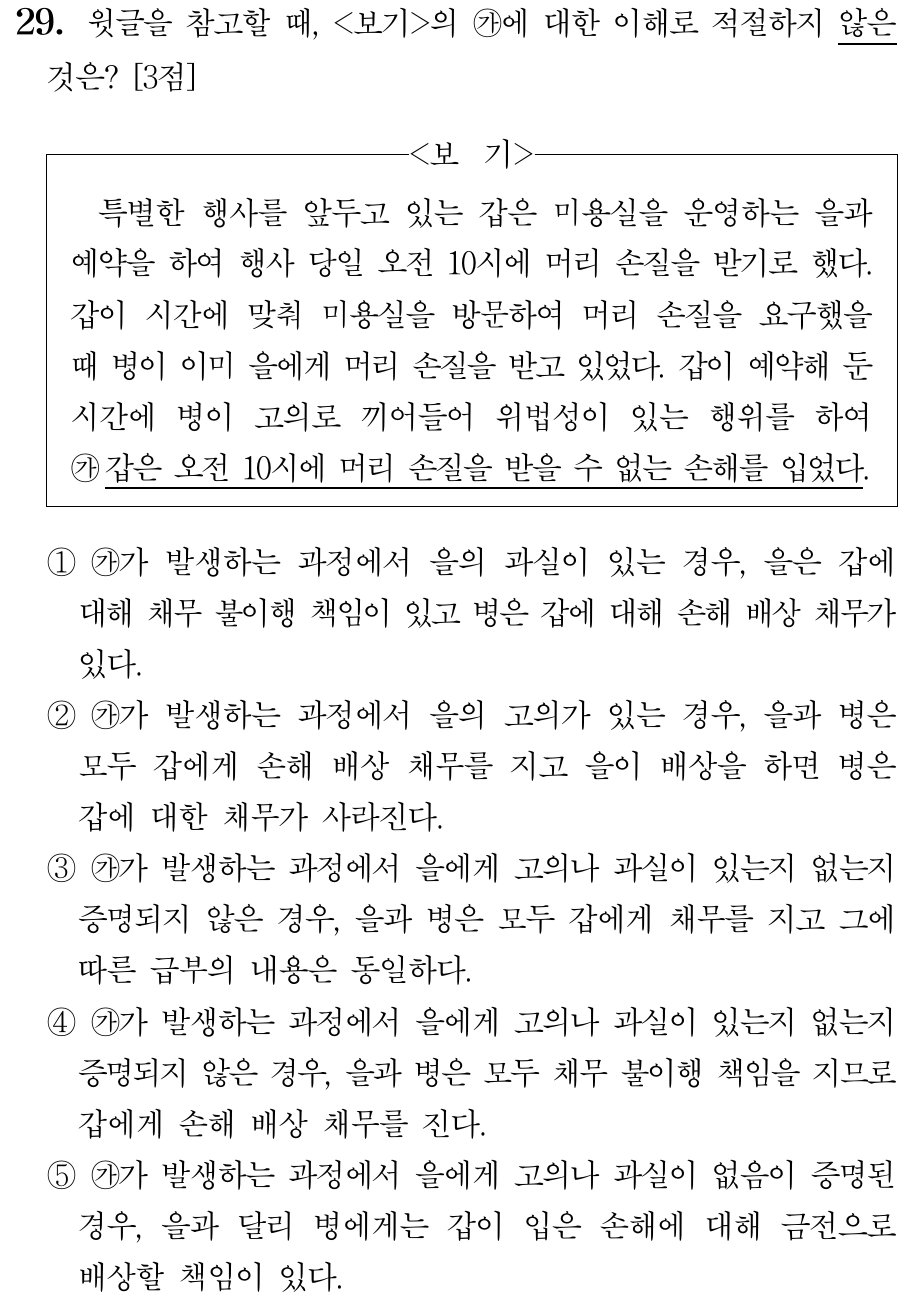 29. 윗글을 참고할 때, <보기>의 ㉮에 대한 이해로 적절하지 않은
것은? [3점]
<보 기>
특별한 행사를 앞두고 있는 갑은 미용실을 운영하는 을과
예약을 하여 행사 당일 오전 10시에 머리 손질을 받기로 했다.
갑이 시간에 맞춰 미용실을 방문하여 머리 손질을 요구했을
때 병이 이미 을에게 머리 손질을 받고 있었다. 갑이 예약해 둔
시간에 병이 고의로 끼어들어 위법성이 있는 행위를 하여
㉮ 갑은 오전 10시에 머리 손질을 받을 수 없는 손해를 입었다.
① ㉮가 발생하는 과정에서 을의 과실이 있는 경우, 을은 갑에
대해 채무 불이행 책임이 있고 병은 갑에 대해 손해 배상 채무가
있다.
② ㉮가 발생하는 과정에서 을의 고의가 있는 경우, 을과 병은
모두 갑에게 손해 배상 채무를 지고 을이 배상을 하면 병은
갑에 대한 채무가 사라진다.
③ ㉮가 발생하는 과정에서 을에게 고의나 과실이 있는지 없는지
증명되지 않은 경우, 을과 병은 모두 갑에게 채무를 지고 그에
따른 급부의 내용은 동일하다.
④ ㉮가 발생하는 과정에서 을에게 고의나 과실이 있는지 없는지
증명되지 않은 경우, 을과 병은 모두 채무 불이행 책임을 지므로
갑에게 손해 배상 채무를 진다.
⑤ ㉮가 발생하는 과정에서 을에게 고의나 과실이 없음이 증명된
경우, 을과 달리 병에게는 갑이 입은 손해에 대해 금전으로
배상할 책임이 있다.